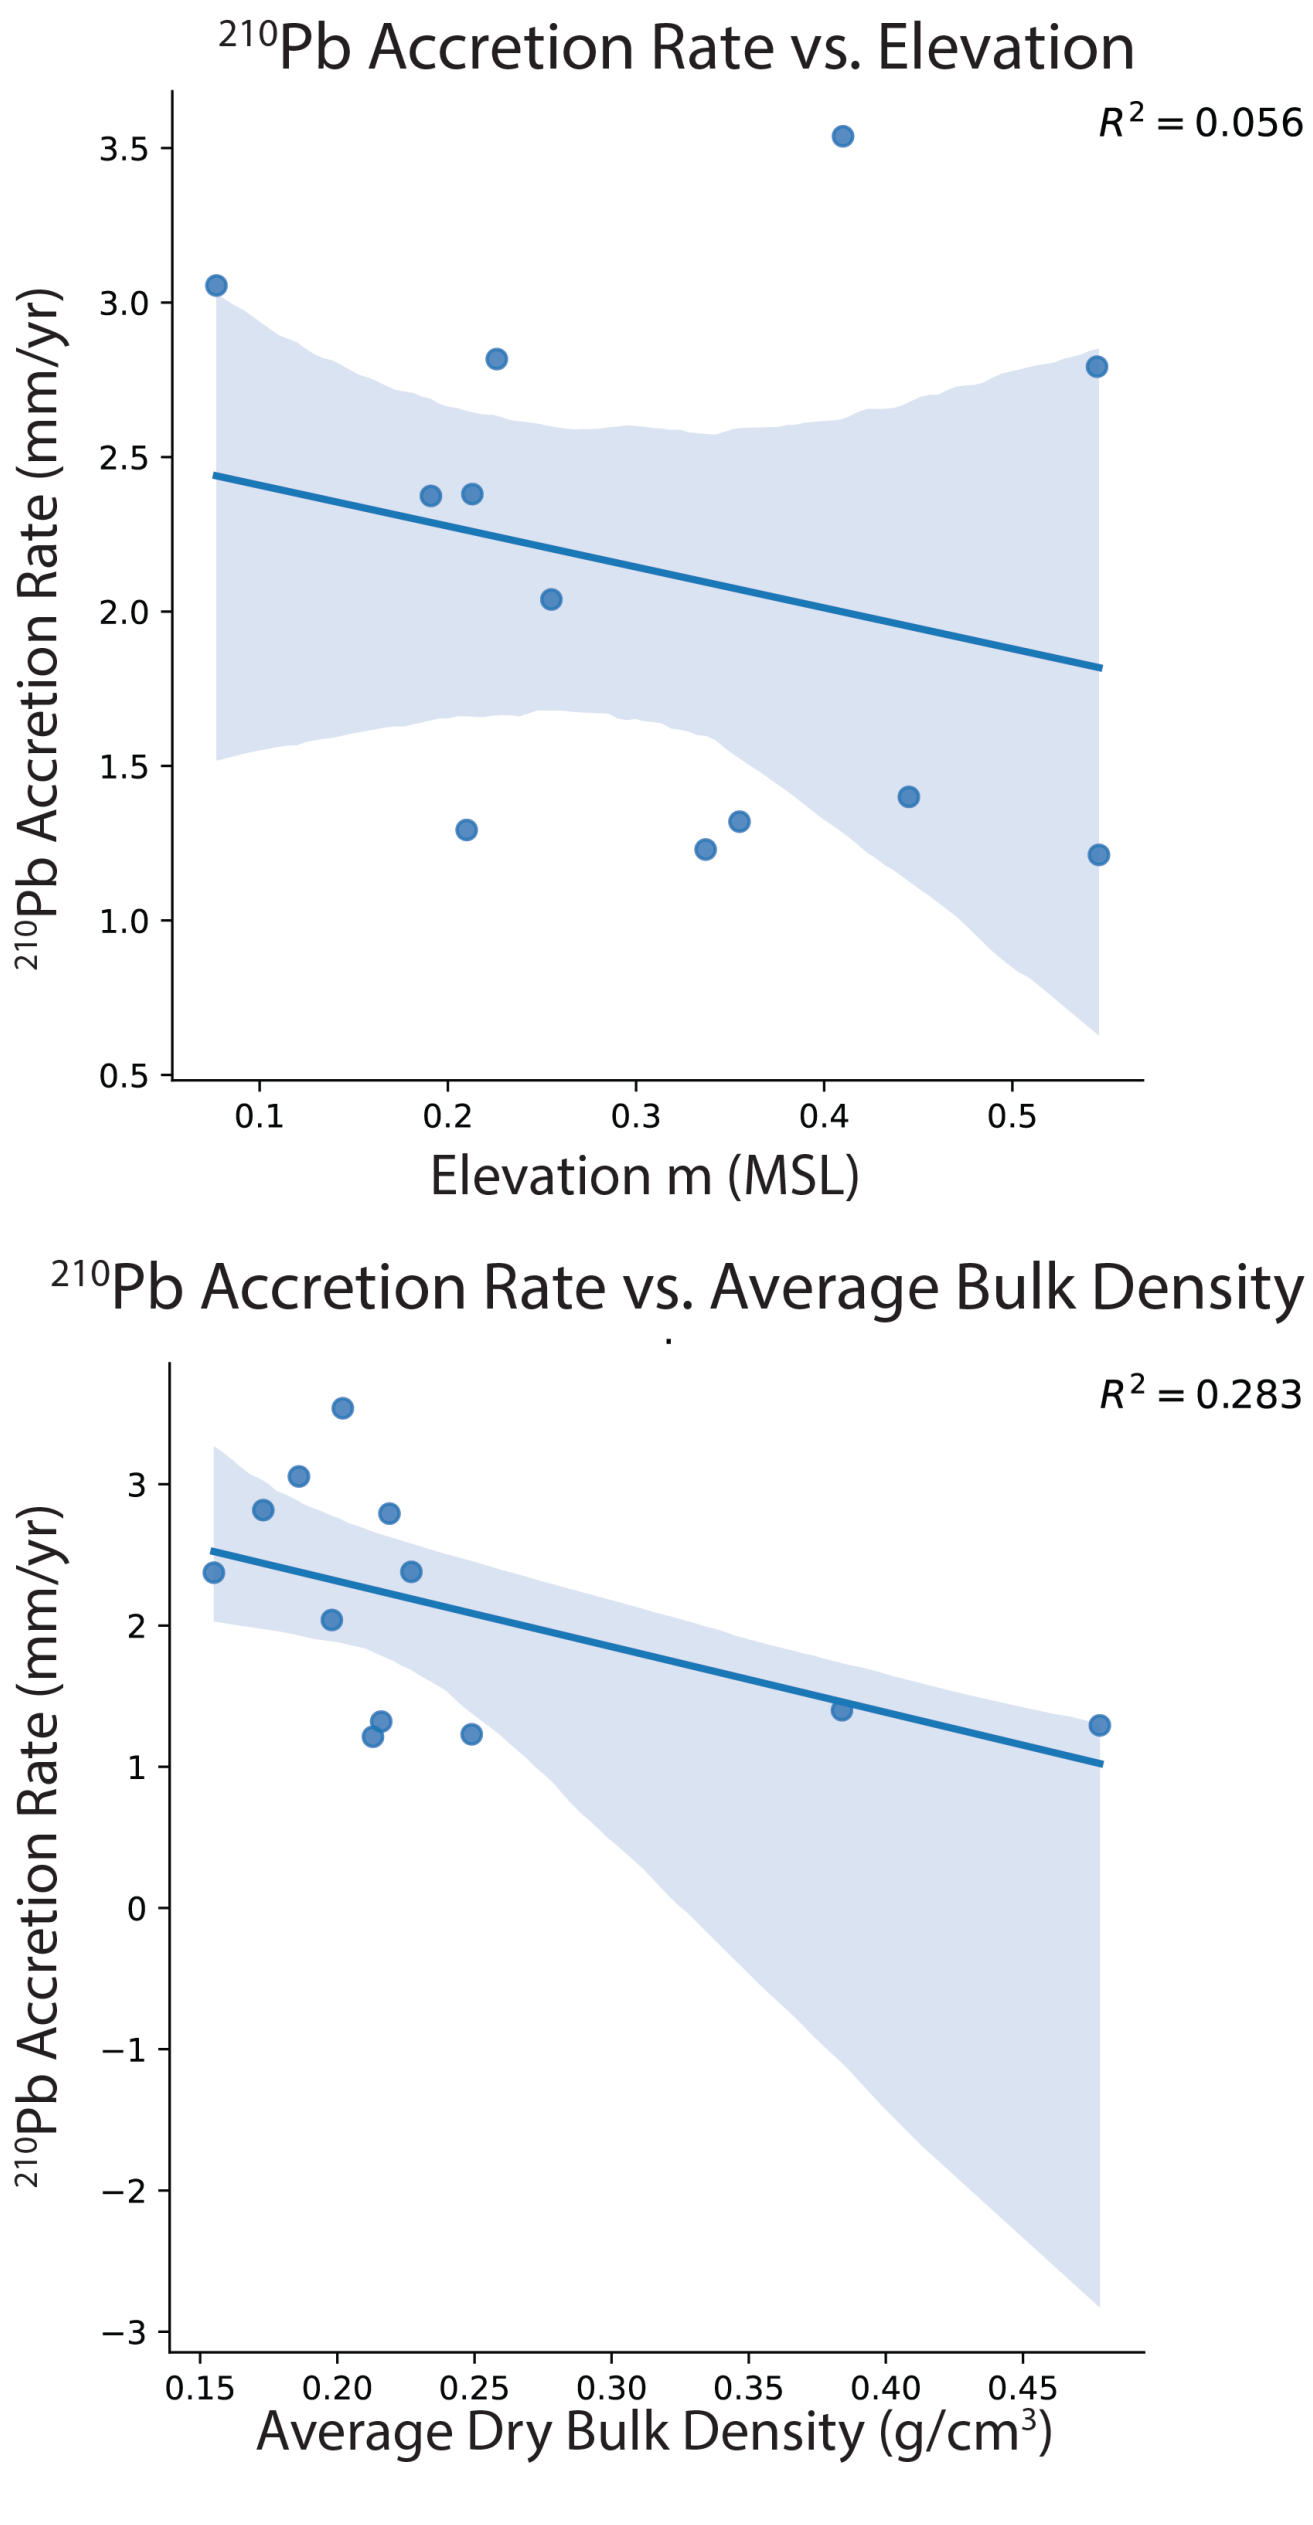 ²¹⁰Pb Accretion Rate vs. Elevation
R² = 0.056
²¹⁰Pb Accretion Rate (mm/yr)
3.5
3.0
2.5
2.0
1.5
1.0
0.5
0.1 0.2 0.3 0.4 0.5
Elevation m (MSL)
²¹⁰Pb Accretion Rate vs. Average Bulk Density
.
R² = 0.283
²¹⁰Pb Accretion Rate (mm/yr)
3
2
1
0
−1
−2
−3
0.15 0.20 0.25 0.30 0.35 0.40 0.45
Average Dry Bulk Density (g/cm³)